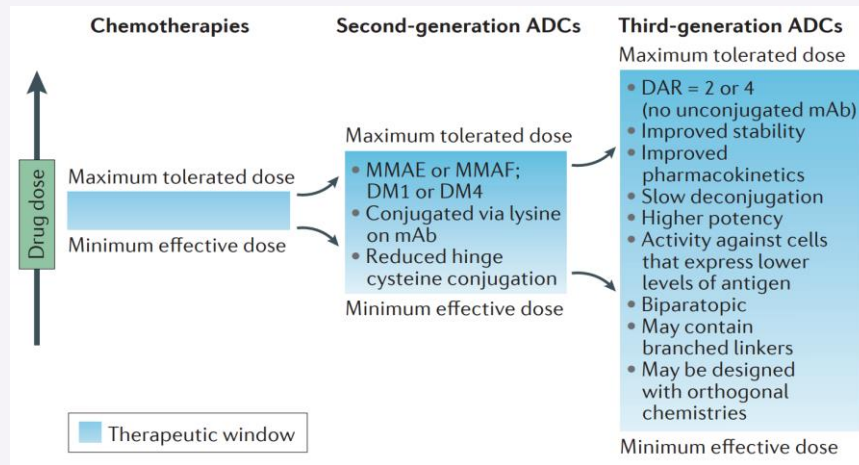 Chemotherapies
Second-generation ADCs
Third-generation ADCs
Drug dose
Maximum tolerated dose
Minimum effective dose
Maximum tolerated dose
• MMAE or MMAF;
DM1 or DM4
• Conjugated via lysine
on mAb
• Reduced hinge
cysteine conjugation
Minimum effective dose
Maximum tolerated dose
• DAR = 2 or 4
(no unconjugated mAb)
• Improved stability
• Improved
pharmacokinetics
• Slow deconjugation
• Higher potency
• Activity against cells
that express lower
levels of antigen
• Biparatopic
• May contain
branched linkers
• May be designed
with orthogonal
chemistries
Minimum effective dose
Therapeutic window